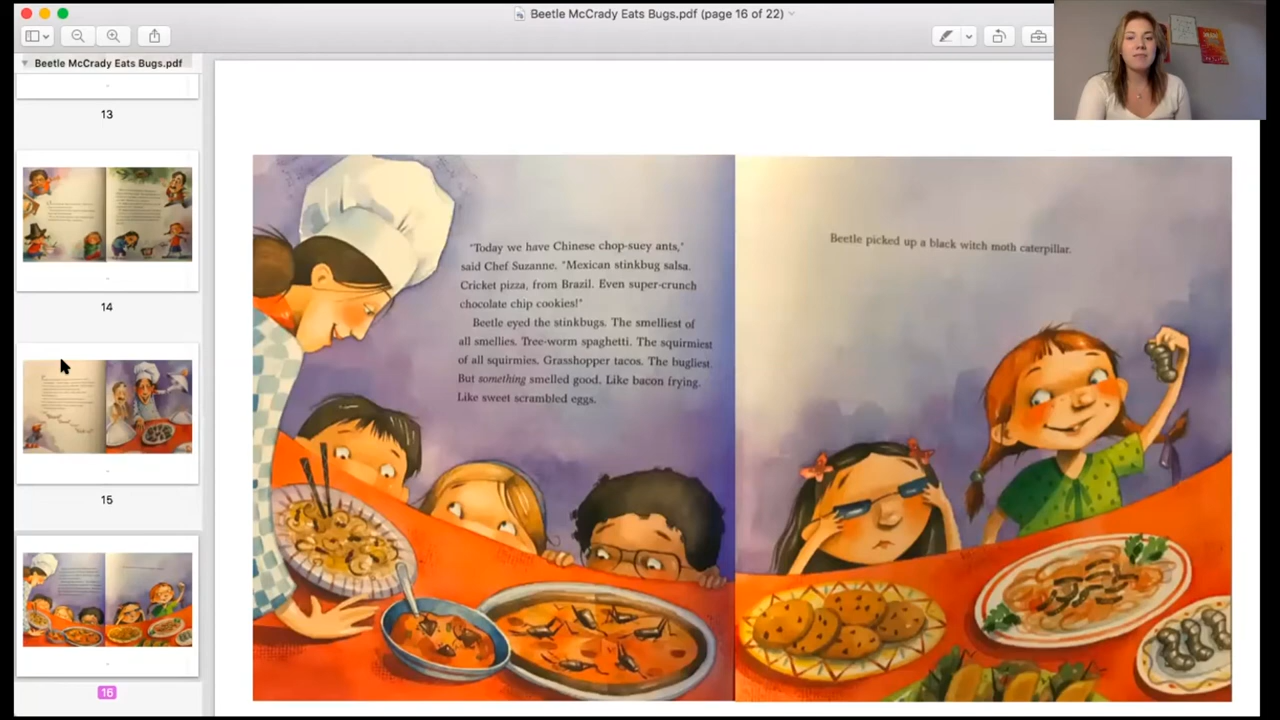 Beetle McCrady Eats Bugs.pdf (page 16 of 22)
Beetle McCrady Eats Bugs.pdf
13
14
15
16
"Today we have Chinese chop-suey ants,"
said Chef Suzanne. "Mexican stinkbug salsa.
Cricket pizza, from Brazil. Even super-crunch
chocolate chip cookies!"
Beetle eyed the stinkbugs. The smelliest of
all smellies. Tree-worm spaghetti. The squirmiest
of all squirmies. Grasshopper tacos. The bugliest.
But something smelled good. Like bacon frying.
Like sweet scrambled eggs.
Beetle picked up a black witch moth caterpillar.